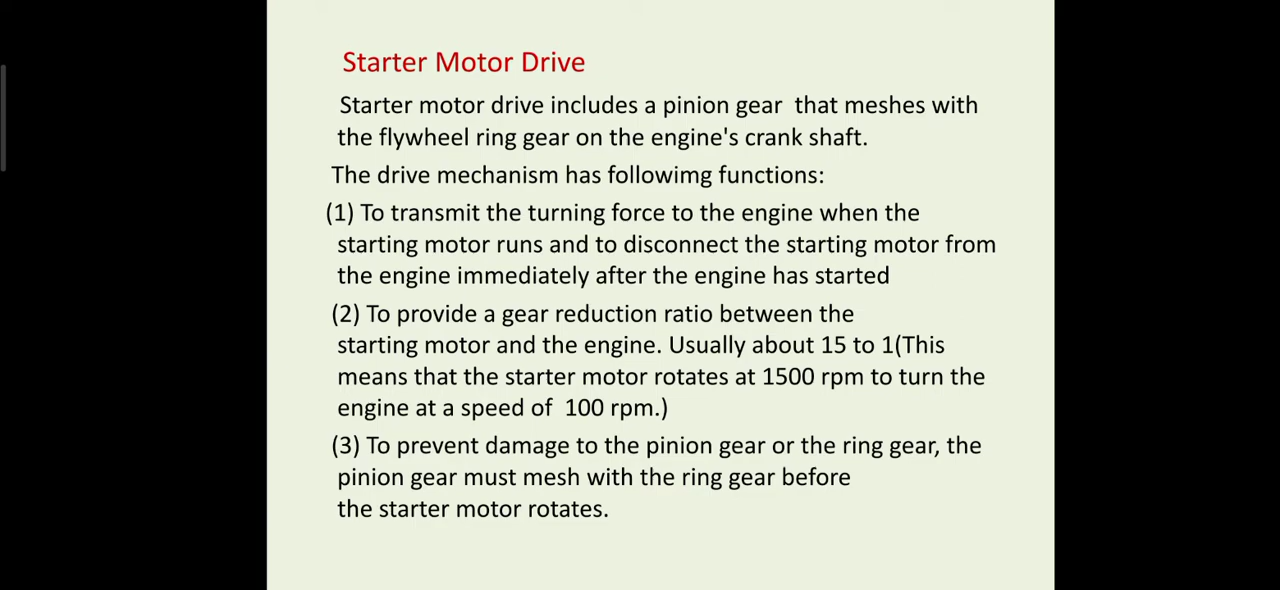 Starter Motor Drive
Starter motor drive includes a pinion gear  that meshes with
the flywheel ring gear on the engine's crank shaft.
The drive mechanism has followimg functions:
(1) To transmit the turning force to the engine when the
starting motor runs and to disconnect the starting motor from
the engine immediately after the engine has started
(2) To provide a gear reduction ratio between the
starting motor and the engine. Usually about 15 to 1(This
means that the starter motor rotates at 1500 rpm to turn the
engine at a speed of  100 rpm.)
(3) To prevent damage to the pinion gear or the ring gear, the
pinion gear must mesh with the ring gear before
the starter motor rotates.